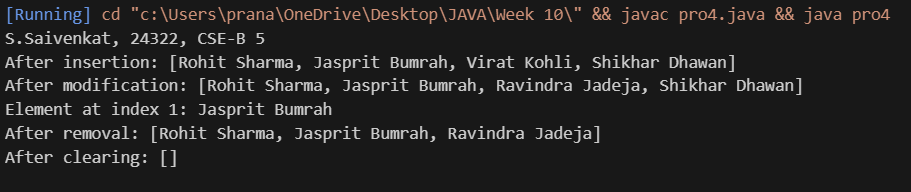 [Running] cd "c:\Users\prana\OneDrive\Desktop\JAVA\Week 10\" && javac pro4.java && java pro4
S.Saivenkat, 24322, CSE-B 5
After insertion: [Rohit Sharma, Jasprit Bumrah, Virat Kohli, Shikhar Dhawan]
After modification: [Rohit Sharma, Jasprit Bumrah, Ravindra Jadeja, Shikhar Dhawan]
Element at index 1: Jasprit Bumrah
After removal: [Rohit Sharma, Jasprit Bumrah, Ravindra Jadeja]
After clearing: []